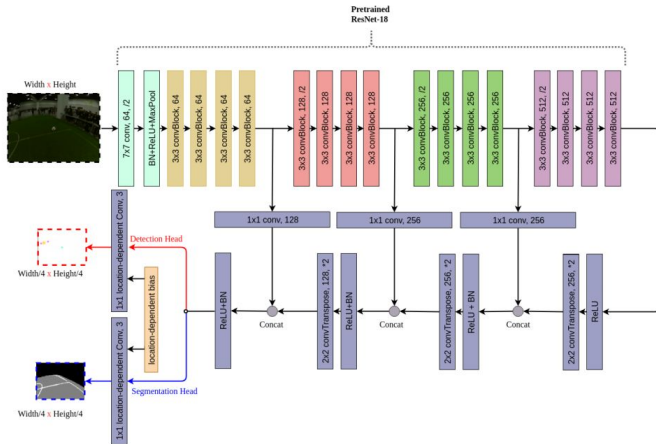 Pretrained
ResNet-18
Width x Height
7x7 conv, 64, /2
BN+ReLU+MaxPool
3x3 convBlock, 64
3x3 convBlock, 64
3x3 convBlock, 64
3x3 convBlock, 64
3x3 convBlock, 128, /2
3x3 convBlock, 128
3x3 convBlock, 128
3x3 convBlock, 128
3x3 convBlock, 256, /2
3x3 convBlock, 256
3x3 convBlock, 256
3x3 convBlock, 256
3x3 convBlock, 512, /2
3x3 convBlock, 512
3x3 convBlock, 512
3x3 convBlock, 512
1x1 conv, 128
1x1 conv, 256
1x1 conv, 256
1x1 location-dependent Conv, 3
Detection Head
Width/4 x Height/4
location-dependent bias
ReLU+BN
Concat
2x2 convTranspose, 128, *2
ReLU+BN
Concat
2x2 convTranspose, 256, *2
ReLU + BN
Concat
2x2 convTranspose, 256, *2
ReLU
1x1 location-dependent Conv, 3
Segmentation Head
Width/4 x Height/4